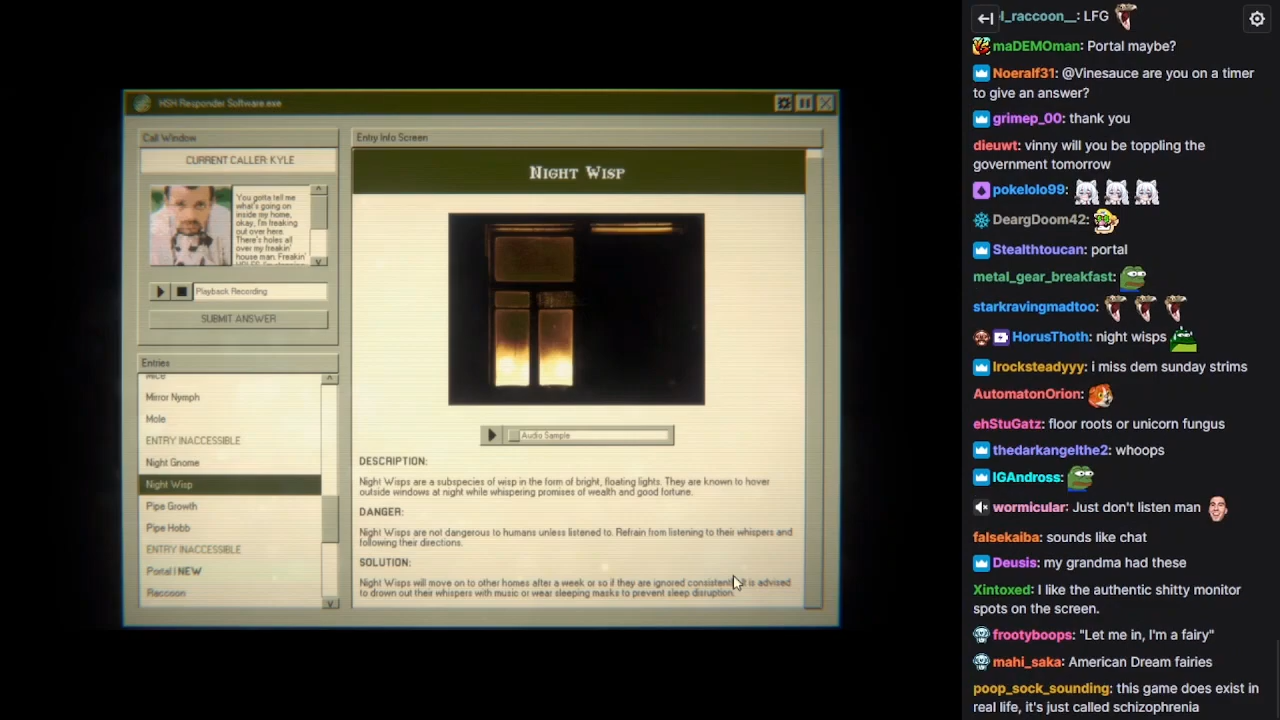 NSH Responder Software.exe
Call Window
CURRENT CALLER: KYLE
You gotta tell me
what's going on
inside my home,
okay, I'm freaking
out over here.
There's holes all
over my freakin'
house man. Freakin'
Playback Recording
SUBMIT ANSWER
Entries
Mice
Mirror Nymph
Mole
ENTRY INACCESSIBLE
Night Gnome
Night Wisp
Pipe Growth
Pipe Hobb
ENTRY INACCESSIBLE
Portal | NEW
Raccoon
Entry Info Screen
NIGHT WISP
Audio Sample
DESCRIPTION:
Night Wisps are a subspecies of wisp in the form of bright, floating lights. They are known to hover
outside windows at night while whispering promises of wealth and good fortune.
DANGER:
Night Wisps are not dangerous to humans unless listened to. Refrain from listening to their whispers and
following their directions.
SOLUTION:
Night Wisps will move on to other homes after a week or so if they are ignored consistently. It is advised
to drown out their whispers with music or wear sleeping masks to prevent sleep disruption.
l_raccoon__: LFG
maDEMOman: Portal maybe?
Noeralf31: @Vinesauce are you on a timer
to give an answer?
grimep_00: thank you
dieuwt: vinny will you be toppling the
government tomorrow
pokelolo99:
DeargDoom42:
Stealthtoucan: portal
metal_gear_breakfast:
starkravingmadtoo:
HorusThoth: night wisps
Irocksteadyyy: i miss dem sunday strims
AutomatonOrion:
ehStuGatz: floor roots or unicorn fungus
thedarkangelthe2: whoops
IGAndross:
wormicular: Just don't listen man
falsekaiba: sounds like chat
Deusis: my grandma had these
Xintoxed: I like the authentic shitty monitor
spots on the screen.
frootyboops: "Let me in, I'm a fairy"
mahi_saka: American Dream fairies
poop_sock_sounding: this game does exist in
real life, it's just called schizophrenia